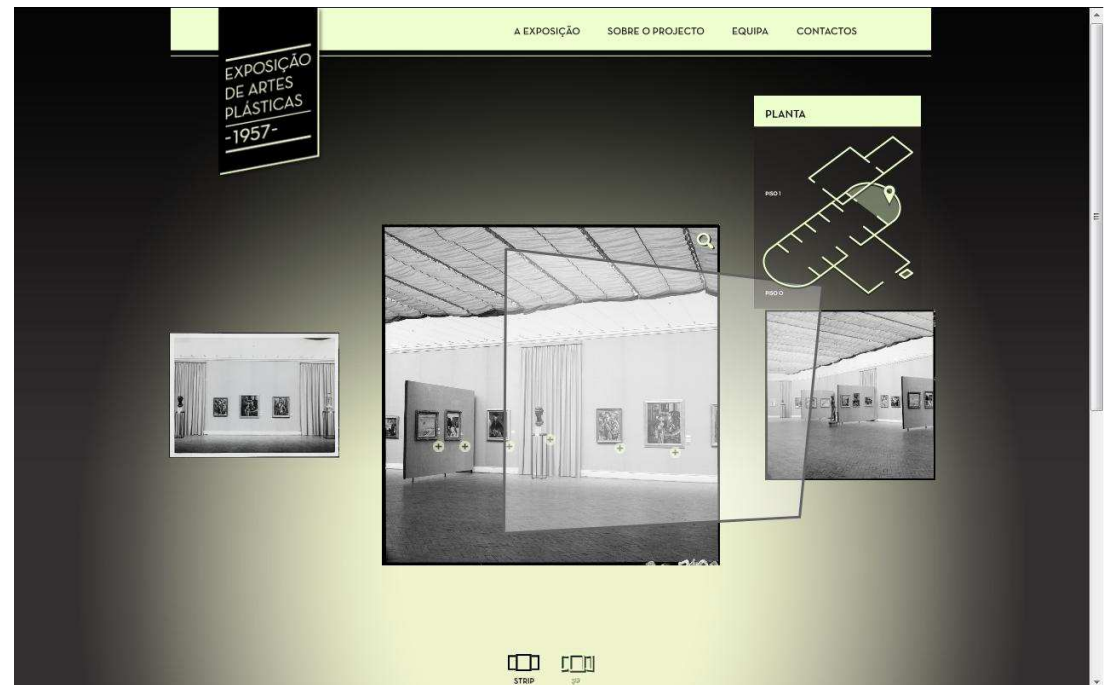 A EXPOSIÇÃO SOBRE O PROJECTO EQUIPA CONTACTOS
EXPOSIÇÃO
DE ARTES
PLÁSTICAS
-1957-
PLANTA
PISO 1
PISO 0
STRIP